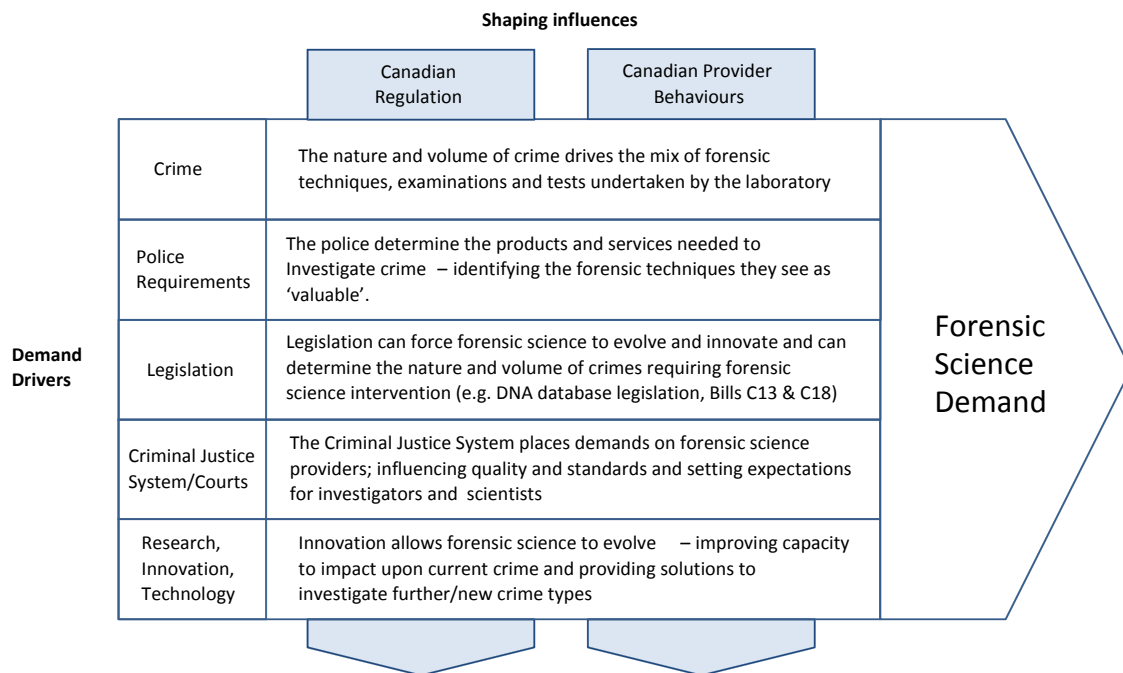 Shaping influences
Canadian
Regulation
Canadian Provider
Behaviours
Crime
The nature and volume of crime drives the mix of forensic
techniques, examinations and tests undertaken by the laboratory
Police
Requirements
The police determine the products and services needed to
Investigate crime – identifying the forensic techniques they see as
‘valuable’.
Demand
Drivers
Legislation
Legislation can force forensic science to evolve and innovate and can
determine the nature and volume of crimes requiring forensic
science intervention (e.g. DNA database legislation, Bills C13 & C18)
Criminal Justice
System/Courts
The Criminal Justice System places demands on forensic science
providers; influencing quality and standards and setting expectations
for investigators and scientists
Research,
Innovation,
Technology
Innovation allows forensic science to evolve – improving capacity
to impact upon current crime and providing solutions to
investigate further/new crime types
Forensic
Science
Demand